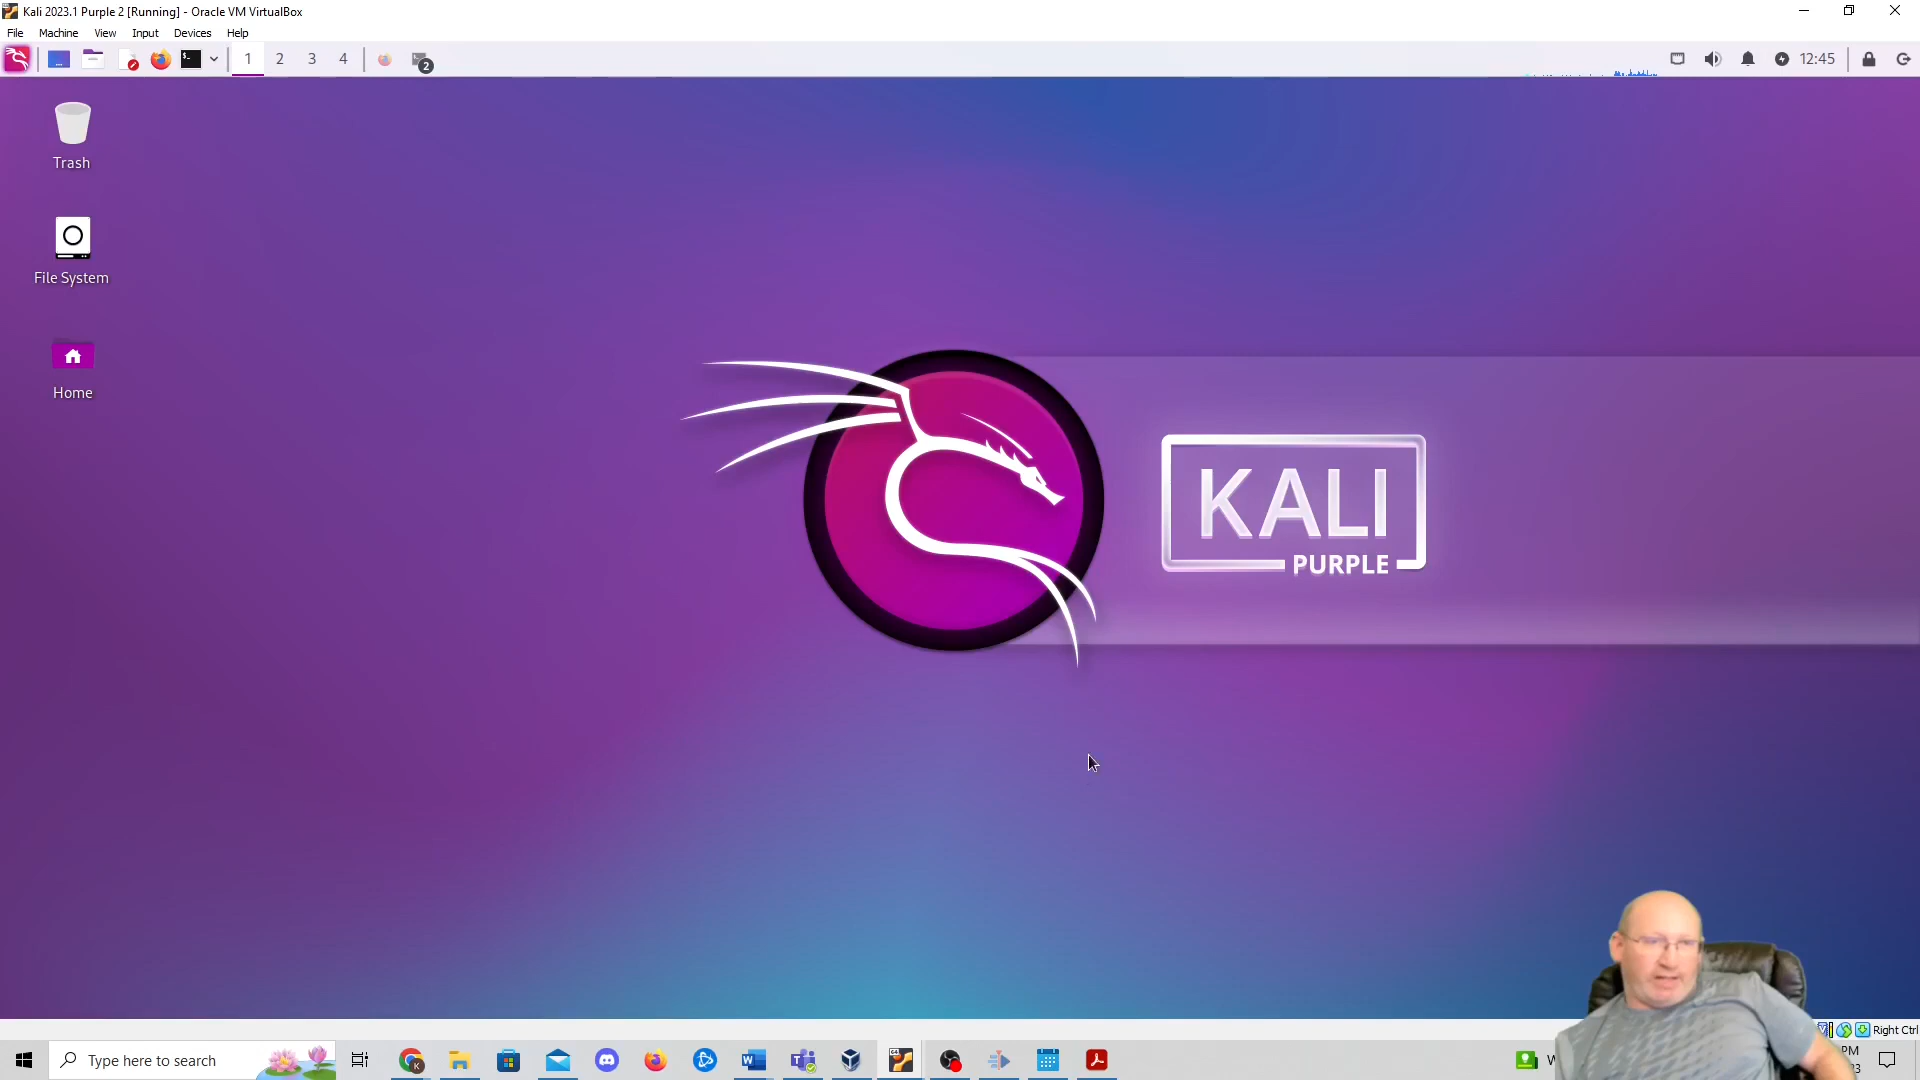 Kali 2023.1 Purple 2 [Running] - Oracle VM VirtualBox
File Machine View Input Devices Help
1 2 3 4 2 12:45
Trash
File System
Home
KALI
PURPLE
Right Ctrl
Type here to search
PM